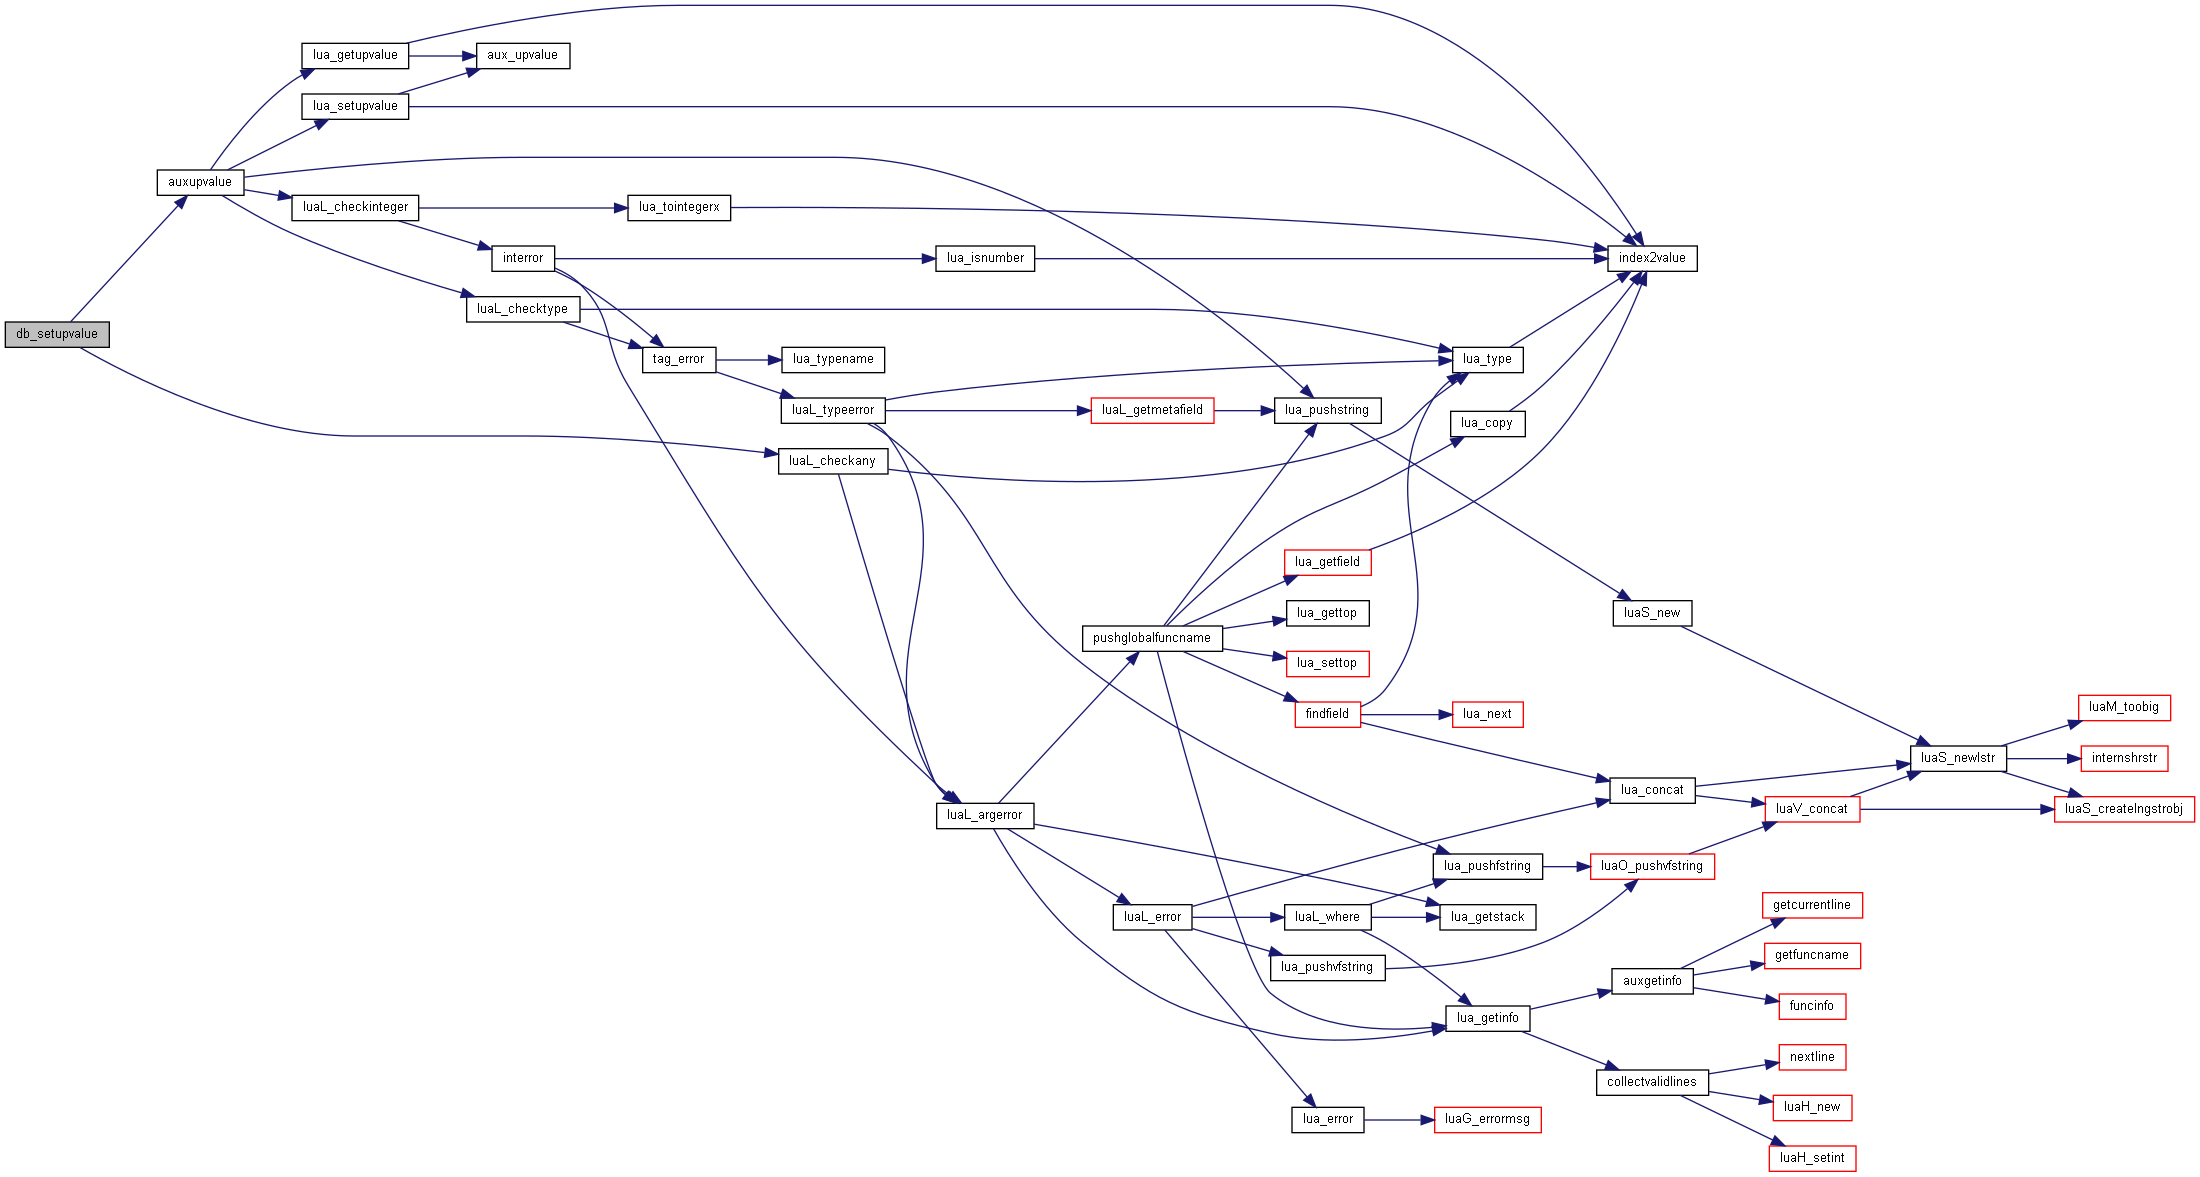 lua_getupvalue
aux_upvalue
lua_setupvalue
auxupvalue
luaL_checkinteger
lua_tointegerx
interror
lua_isnumber
index2value
luaL_checktype
db_setupvalue
tag_error
lua_typename
lua_type
luaL_typeerror
luaL_getmetafield
lua_pushstring
lua_copy
luaL_checkany
lua_getfield
lua_gettop
luaS_new
pushglobalfuncname
lua_settop
findfield
lua_next
luaM_toobig
luaS_newlstr
internshrstr
lua_concat
luaV_concat
luaS_createlngstrobj
luaL_argerror
lua_pushfstring
luaO_pushvfstring
getcurrentline
luaL_error
luaL_where
lua_getstack
getfuncname
lua_pushvfstring
auxgetinfo
funcinfo
lua_getinfo
nextline
collectvalidlines
luaH_new
lua_error
luaG_errormsg
luaH_setint